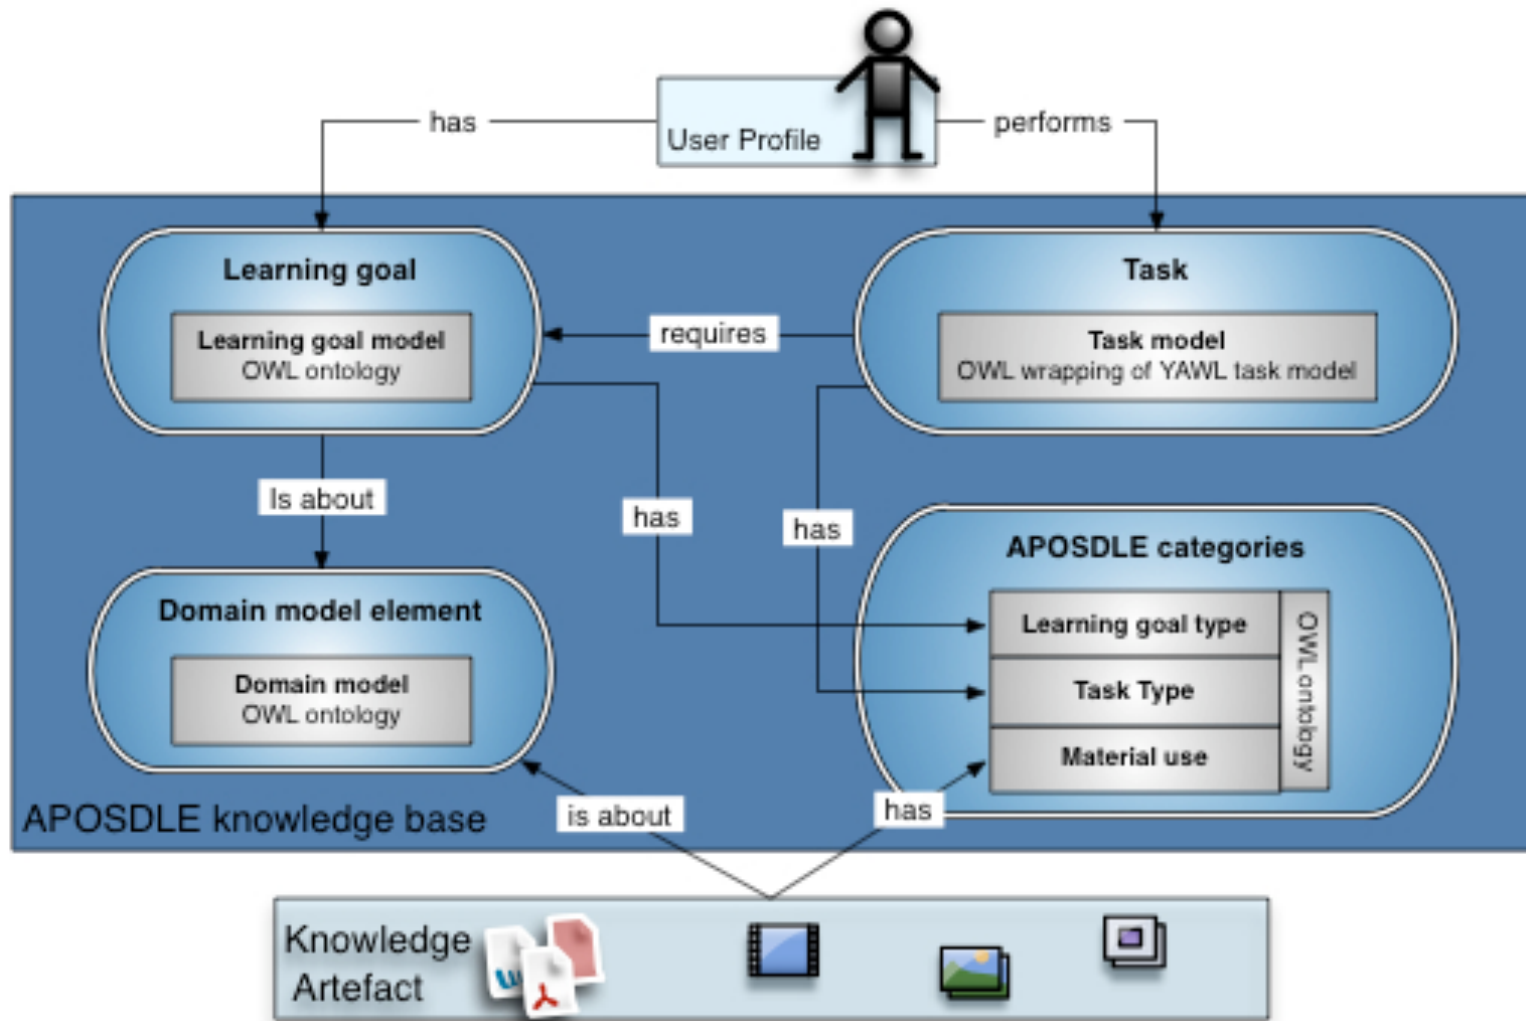 has
User Profile
performs
Learning goal
Learning goal model
OWL ontology
requires
Task
Task model
OWL wrapping of YAWL task model
Is about
has
has
APOSDLE categories
Learning goal type
Task Type
Material use
OWL ontology
Domain model element
Domain model
OWL ontology
APOSDLE knowledge base
is about
has
Knowledge
Artefact